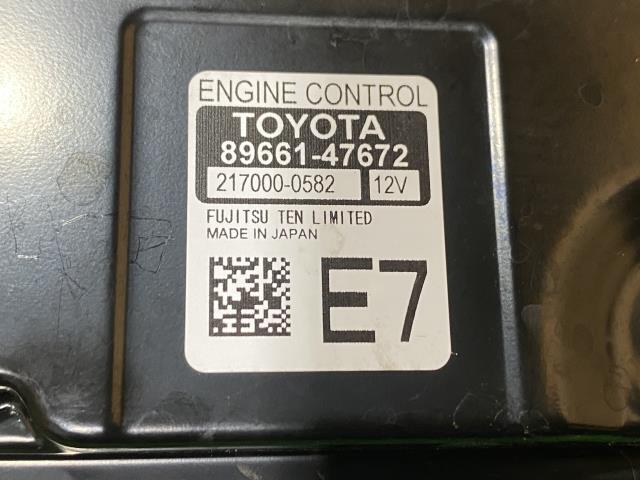 ENGINE CONTROL
TOYOTA
89661-47672
217000-0582 12V
FUJITSU TEN LIMITED
MADE IN JAPAN
E7